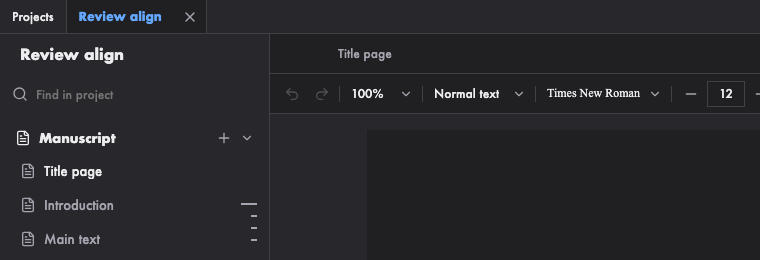 Projects
Review align
Review align
Title page
Find in project
100%
Normal text
Times New Roman
12
Manuscript
Title page
Introduction
Main text